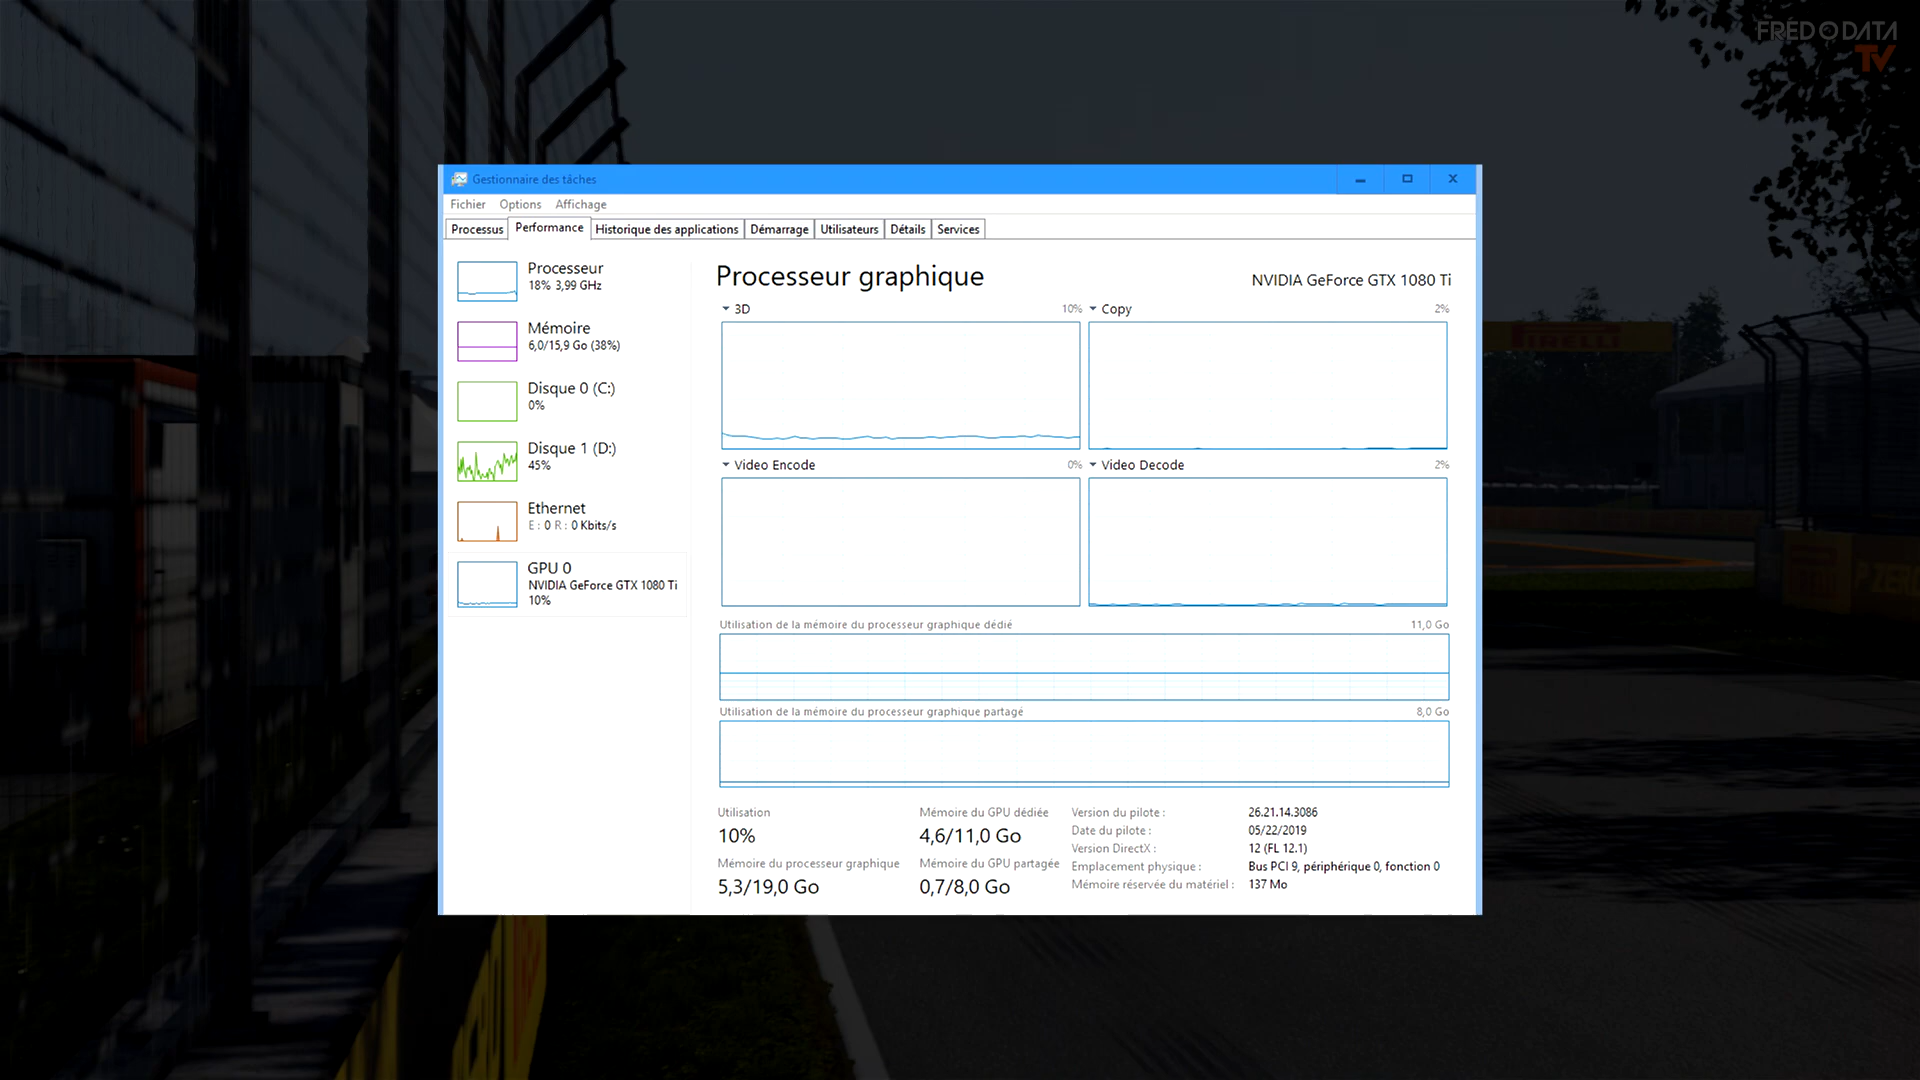 FREDODATA
TV
Gestionnaire des tâches
Fichier Options Affichage
Processus Performance Historique des applications Démarrage Utilisateurs Détails Services
Processeur
18% 3,99 GHz
Mémoire
6,0/15,9 Go (38%)
Disque 0 (C:)
0%
Disque 1 (D:)
45%
Ethernet
E : 0 R : 0 Kbits/s
GPU 0
NVIDIA GeForce GTX 1080 Ti
10%
Processeur graphique
NVIDIA GeForce GTX 1080 Ti
3D 10%
Copy 2%
Video Encode 0%
Video Decode 2%
Utilisation de la mémoire du processeur graphique dédié 11,0 Go
Utilisation de la mémoire du processeur graphique partagé 8,0 Go
Utilisation
10%
Mémoire du GPU dédiée
4,6/11,0 Go
Mémoire du processeur graphique
5,3/19,0 Go
Mémoire du GPU partagée
0,7/8,0 Go
Version du pilote : 26.21.14.3086
Date du pilote : 05/22/2019
Version DirectX : 12 (FL 12.1)
Emplacement physique : Bus PCI 9, périphérique 0, fonction 0
Mémoire réservée du matériel : 137 Mo
PIRELLI